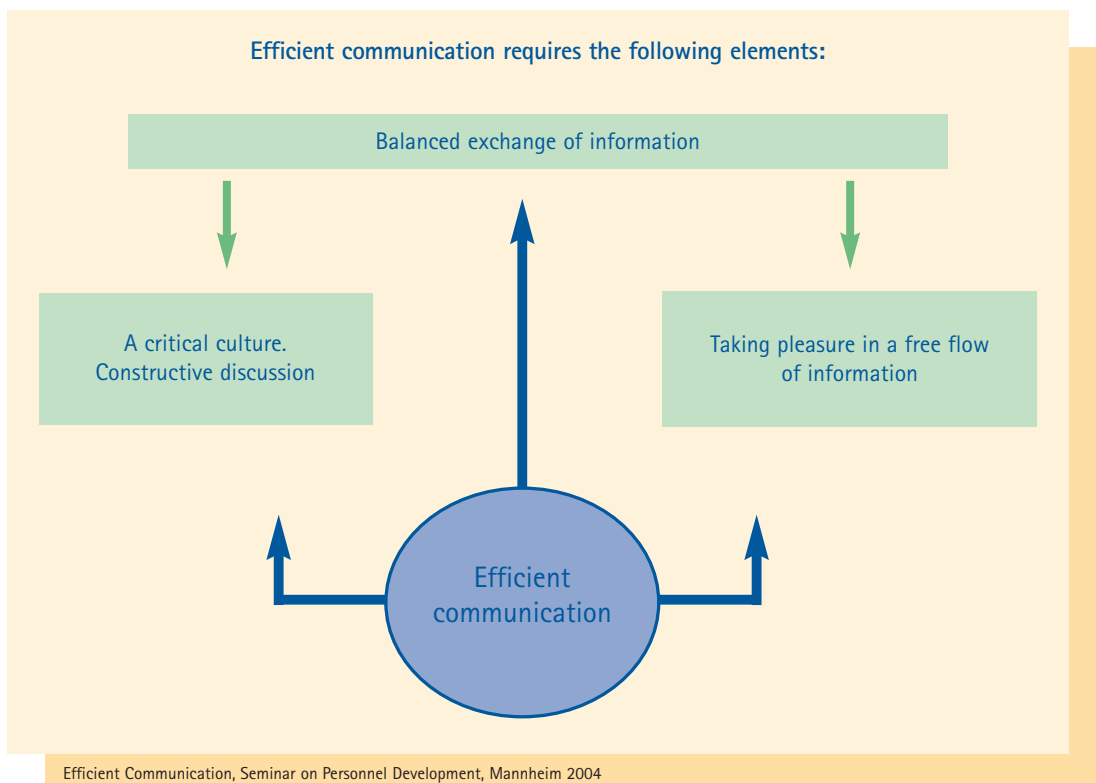 Efficient communication requires the following elements:
Balanced exchange of information
A critical culture.
Constructive discussion
Taking pleasure in a free flow
of information
Efficient
communication
Efficient Communication, Seminar on Personnel Development, Mannheim 2004